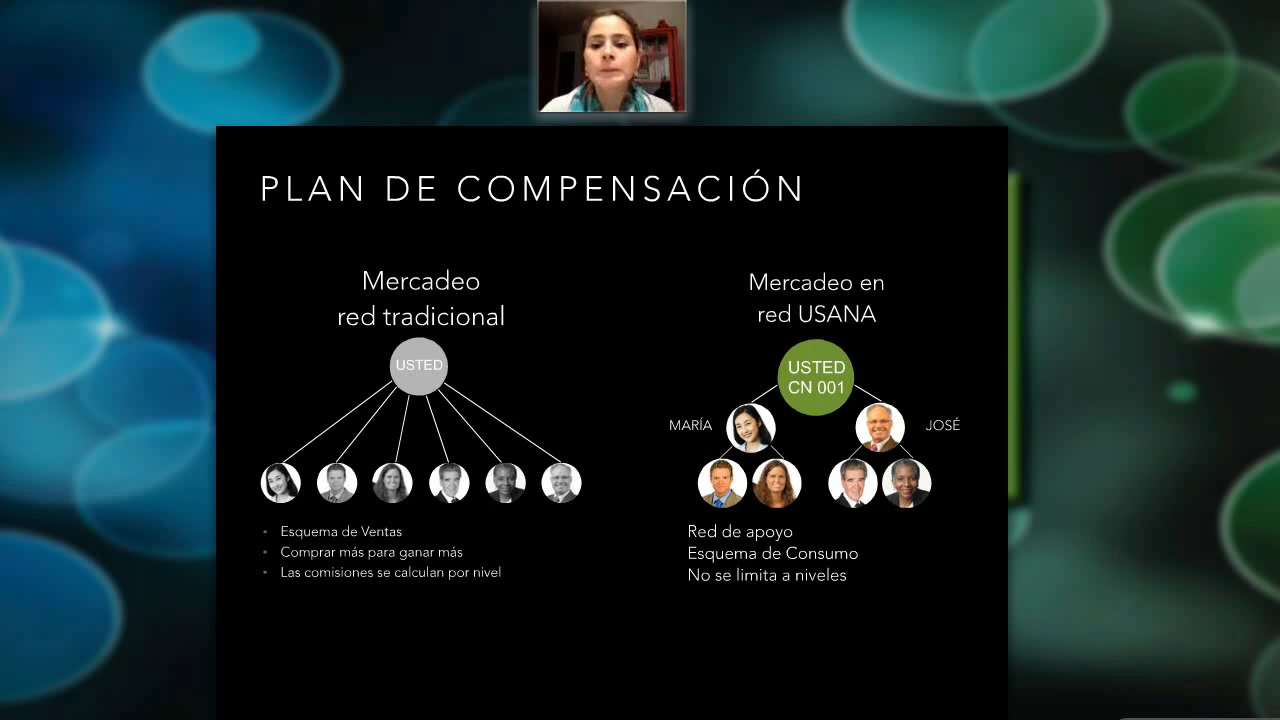 PLAN DE COMPENSACIÓN
Mercadeo
red tradicional
USTED
Esquema de Ventas
Comprar más para ganar más
Las comisiones se calculan por nivel
Mercadeo en
red USANA
USTED
CN 001
MARÍA
JOSÉ
Red de apoyo
Esquema de Consumo
No se limita a niveles